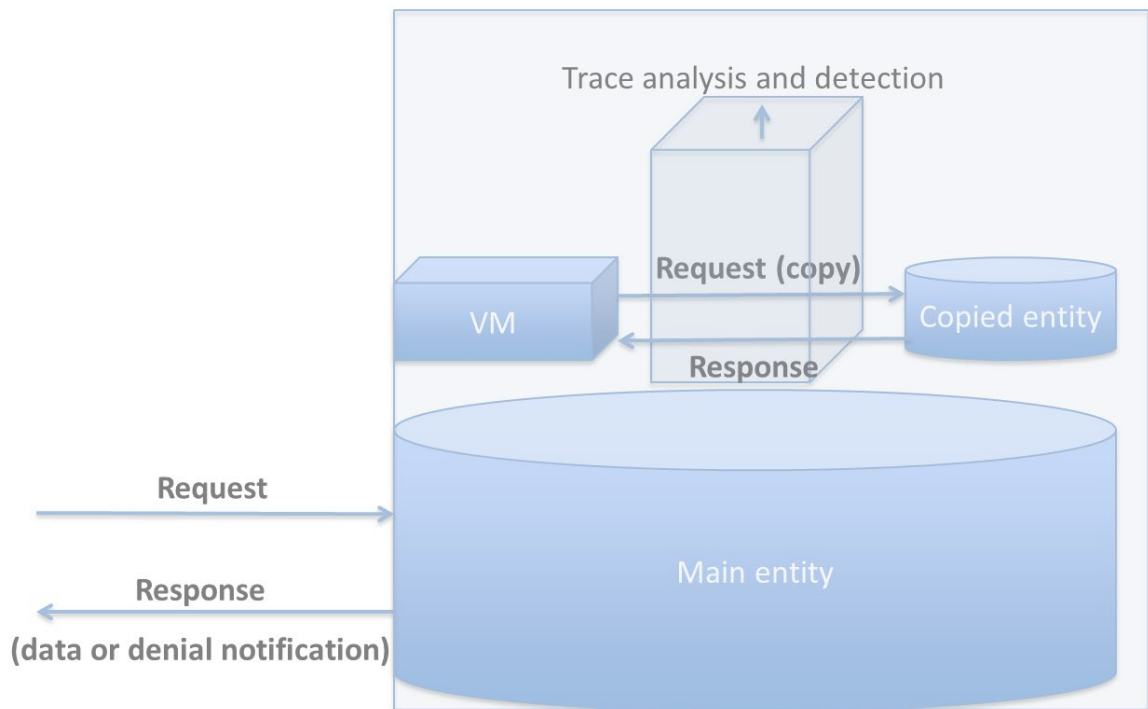 Trace analysis and detection
Request (copy)
VM
Copied entity
Response
Request
Main entity
Response
(data or denial notification)